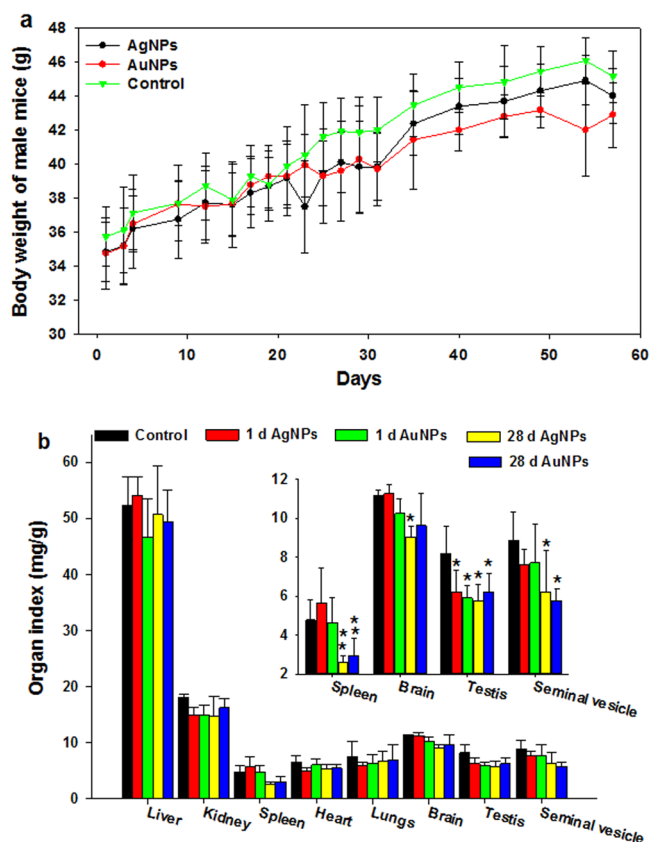 a
48
46
44
42
40
38
36
34
32
30
Body weight of male mice (g)
AgNPs
AuNPs
Control
0 10 20 30 40 50 60
Days
b
Control 1 d AgNPs 1 d AuNPs 28 d AgNPs
28 d AuNPs
60
50
40
30
20
10
0
Organ index (mg/g)
12
10
8
6
4
2
* * * * * * * * * * *
Spleen Brain Testis Seminal vesicle
Liver Kidney Spleen Heart Lungs Brain Testis Seminal vesicle